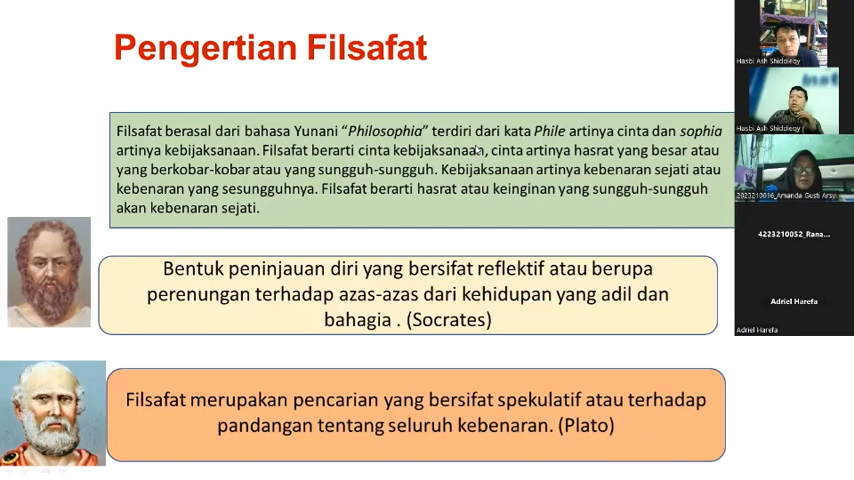 Pengertian Filsafat
Filsafat berasal dari bahasa Yunani “Philosophia” terdiri dari kata Phile artinya cinta dan sophia
artinya kebijaksanaan. Filsafat berarti cinta kebijaksanaan, cinta artinya hasrat yang besar atau
yang berkobar-kobar atau yang sungguh-sungguh. Kebijaksanaan artinya kebenaran sejati atau
kebenaran yang sesungguhnya. Filsafat berarti hasrat atau keinginan yang sungguh-sungguh
akan kebenaran sejati.
Bentuk peninjauan diri yang bersifat reflektif atau berupa
perenungan terhadap azas-azas dari kehidupan yang adil dan
bahagia . (Socrates)
Filsafat merupakan pencarian yang bersifat spekulatif atau terhadap
pandangan tentang seluruh kebenaran. (Plato)
Hasbi Ash Shiddieqy
Hasbi Ash Shiddieqy
2023210016_Amanda Gusti Arsyi
4223210052_Rana...
Adriel Harefa
Adriel Harefa